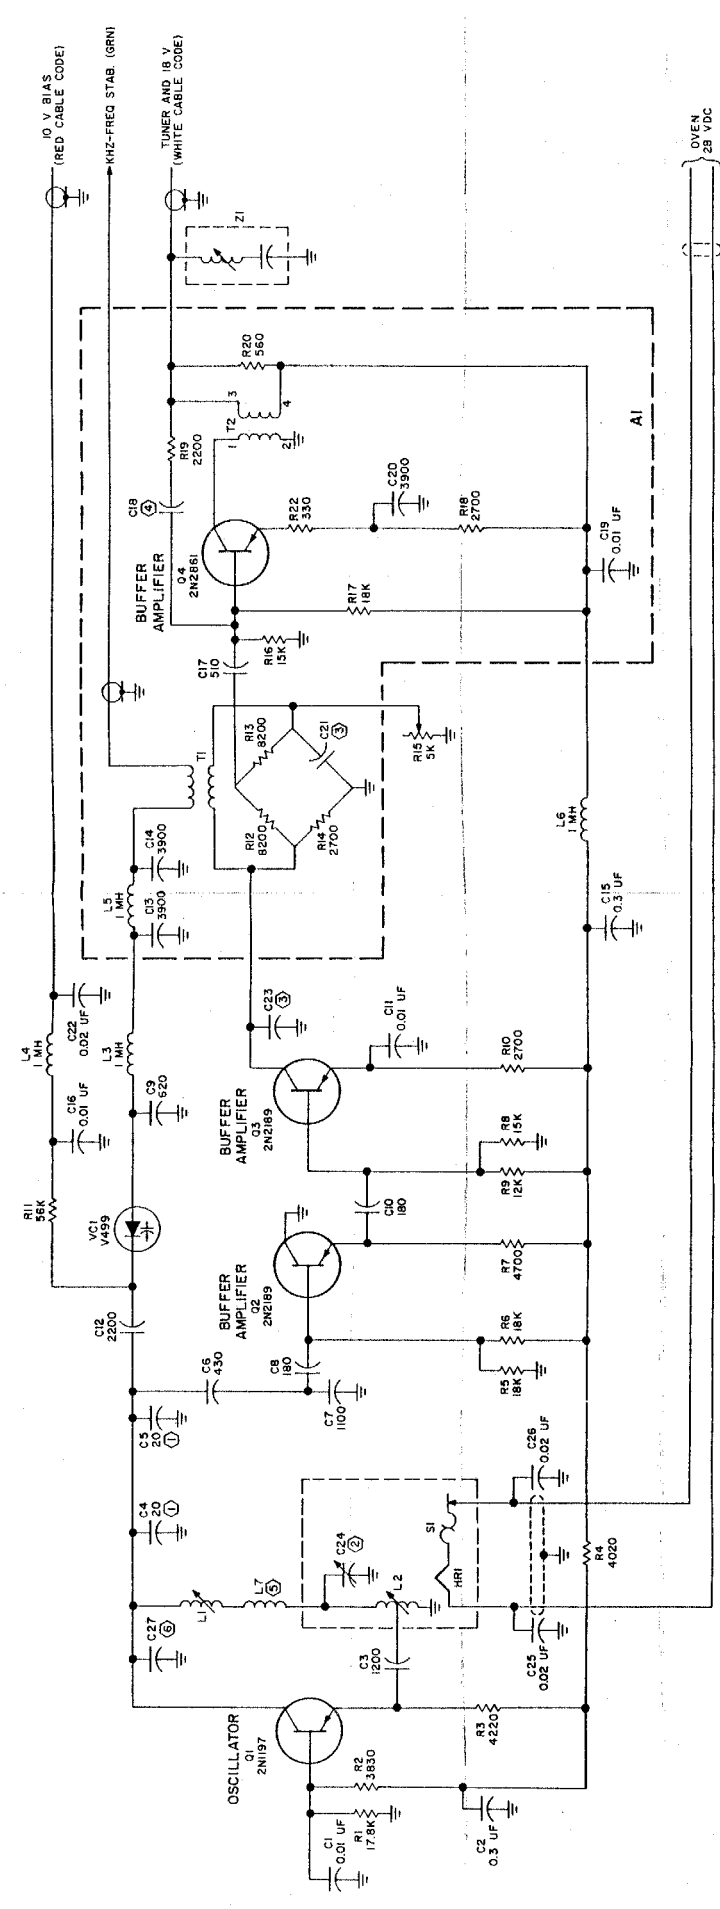 10 V BIAS
(RED CABLE CODE)
KHZ-FREQ STAB. (GRN)
TUNER AND 18 V
(WHITE CABLE CODE)
OVEN
28 VDC
Z1
R20
560
3
4
T2
1
2
R19
2200
C18
4
BUFFER
AMPLIFIER
Q4
2N2861
R22
330
C20
3900
R18
2700
A1
C19
0.01 UF
R17
18K
R16
15K
C17
510
T1
R13
8200
C21
3
R12
8200
R14
2700
R15
5K
C14
3900
L5
1 MH
C13
3900
L6
1 MH
C15
0.3 UF
C22
0.02 UF
L4
1 MH
L3
1 MH
C16
0.01 UF
C9
620
C23
3
C11
0.01 UF
BUFFER
AMPLIFIER
Q3
2N2189
R10
2700
R8
15K
R9
12K
C10
180
R11
56K
VC1
V499
BUFFER
AMPLIFIER
Q2
2N2189
R7
4700
R6
18K
R5
18K
C12
2200
C6
430
C8
180
C7
1100
C5
20
1
C4
20
1
C26
0.02 UF
S1
HR1
C24
2
L2
L7
5
L1
C27
6
C3
1200
C25
0.02 UF
R4
4020
OSCILLATOR
Q1
2N1197
R3
4220
R2
3830
R1
17.8K
C1
0.01 UF
C2
0.3 UF